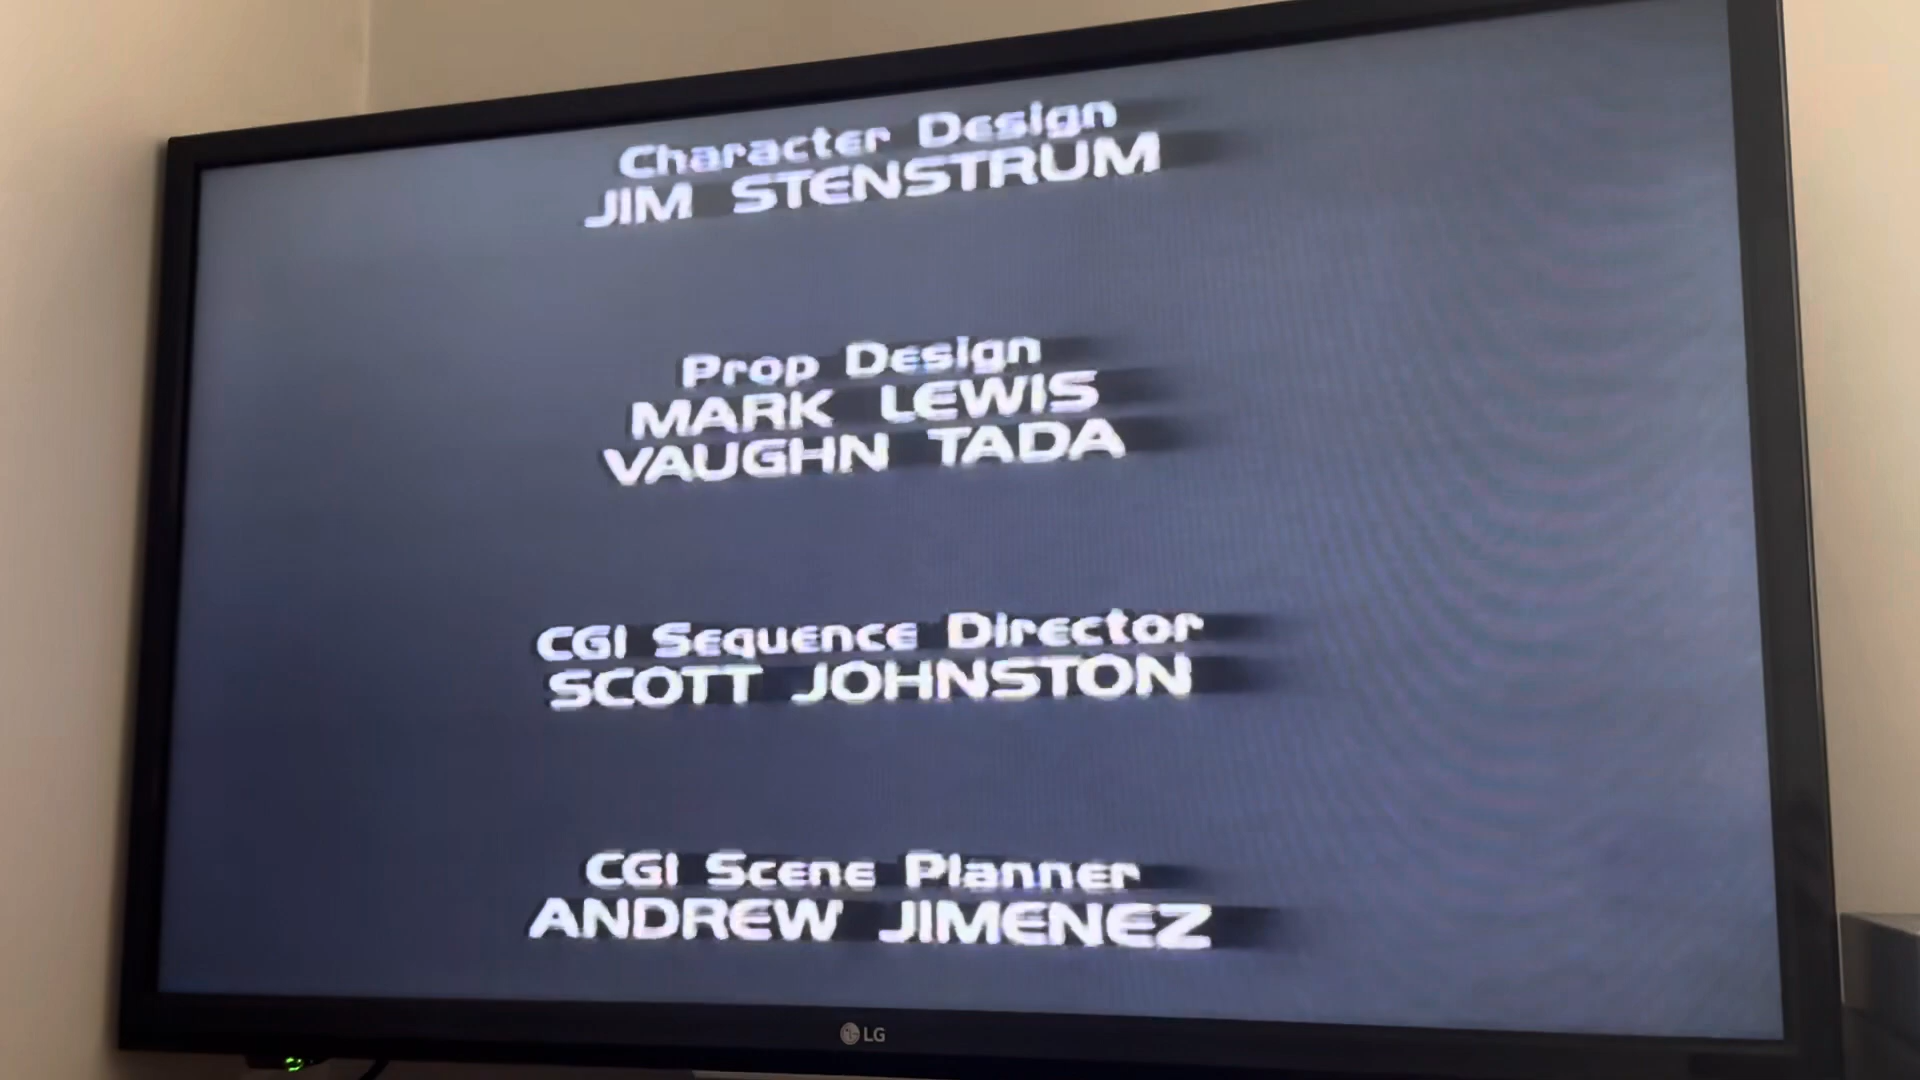 Character Design
JIM STENSTRUM
Prop Design
MARK LEWIS
VAUGHN TADA
CGI Sequence Director
SCOTT JOHNSTON
CGI Scene Planner
ANDREW JIMENEZ
LG